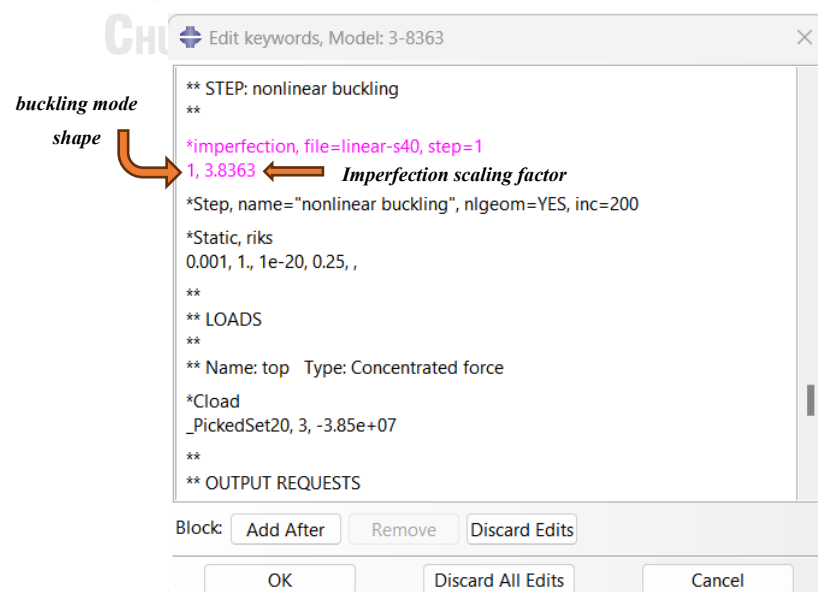 CHU
Edit keywords, Model: 3-8363
** STEP: nonlinear buckling
**
buckling mode
shape
*imperfection, file=linear-s40, step=1
1, 3.8363
Imperfection scaling factor
*Step, name="nonlinear buckling", nlgeom=YES, inc=200
*Static, riks
0.001, 1., 1e-20, 0.25, ,
**
** LOADS
**
** Name: top   Type: Concentrated force
*Cload
_PickedSet20, 3, -3.85e+07
**
** OUTPUT REQUESTS
Block: Add After Remove Discard Edits
OK Discard All Edits Cancel